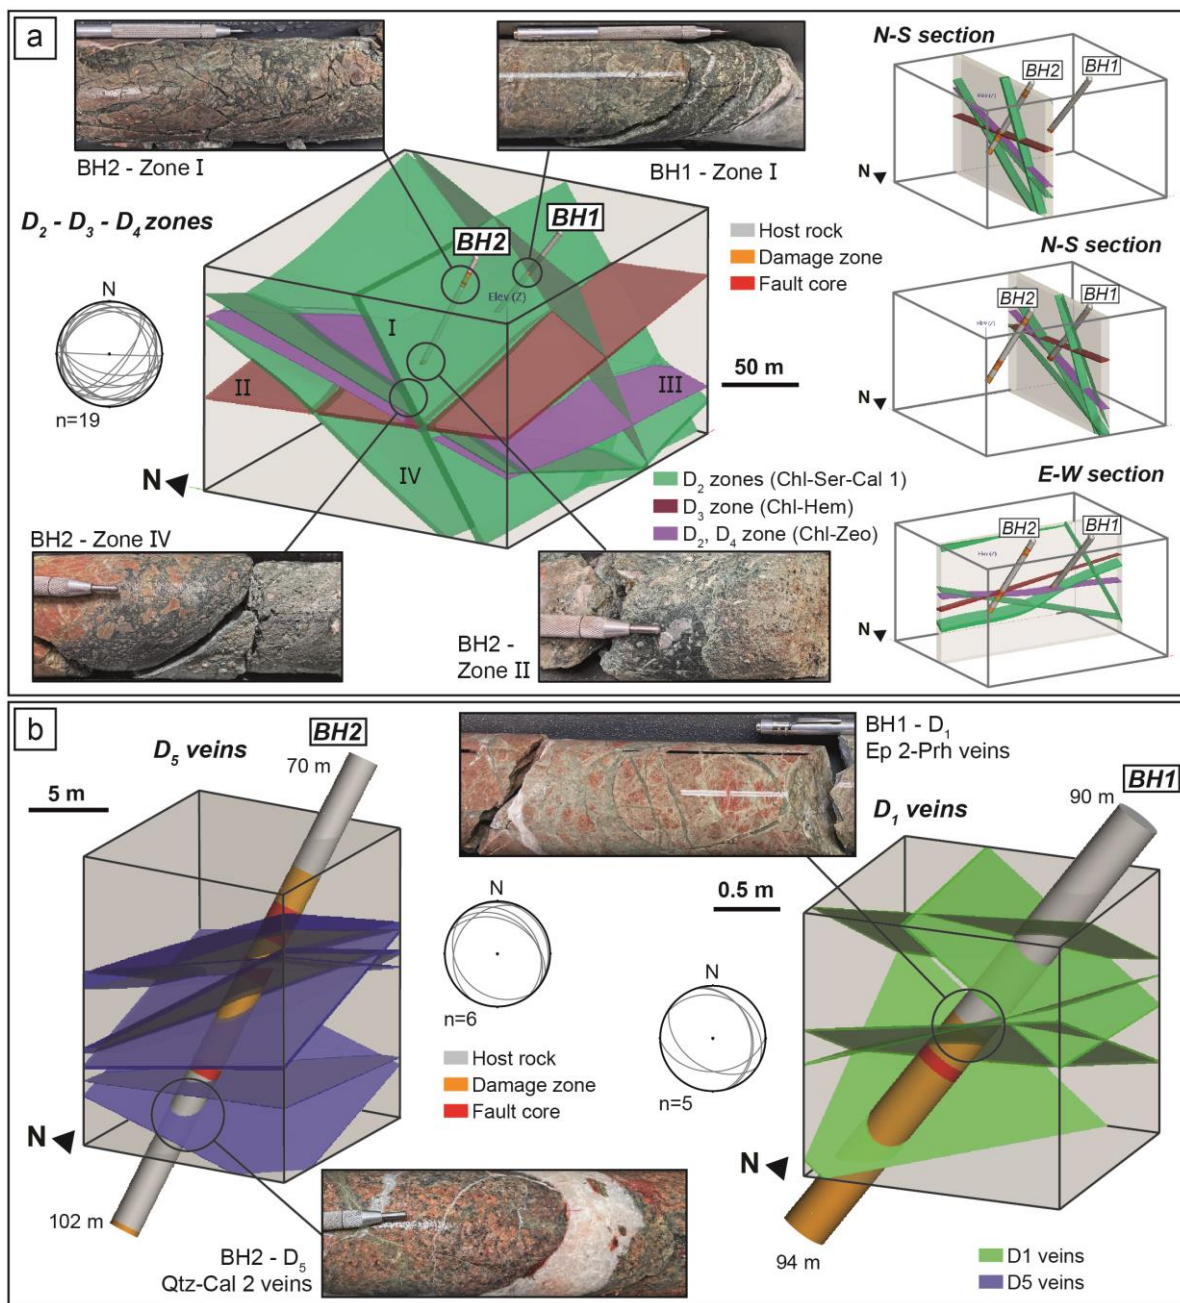 a
BH2 - Zone I
BH1 - Zone I
D2 - D3 - D4 zones
N
n=19
BH2
BH1
Elev (Z)
I
II
III
IV
N
50 m
Host rock
Damage zone
Fault core
D2 zones (Chl-Ser-Cal 1)
D3 zone (Chl-Hem)
D2, D4 zone (Chl-Zeo)
BH2 - Zone IV
BH2 -
Zone II
N-S section
BH2
BH1
N
N-S section
BH2
BH1
N
E-W section
BH2
BH1
Elev (Z)
N
b
D5 veins
BH2
70 m
5 m
N
102 m
BH2 - D5
Qtz-Cal 2 veins
N
n=6
Host rock
Damage zone
Fault core
BH1 - D1
Ep 2-Prh veins
D1 veins
BH1
90 m
0.5 m
N
n=5
N
94 m
D1 veins
D5 veins